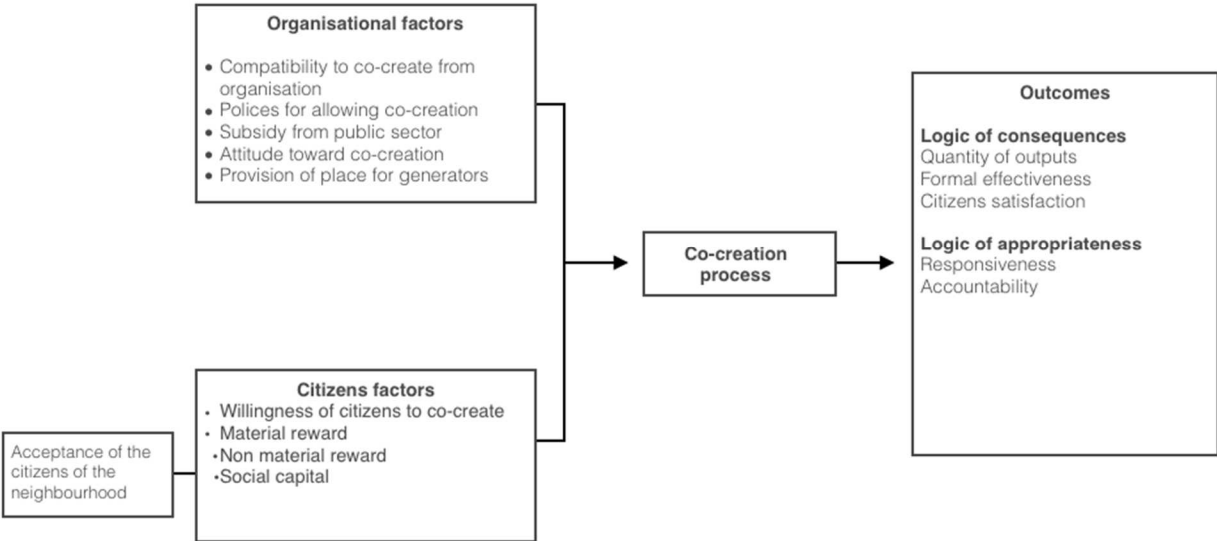 Organisational factors
• Compatibility to co-create from
organisation
• Polices for allowing co-creation
• Subsidy from public sector
• Attitude toward co-creation
• Provision of place for generators
Outcomes
Logic of consequences
Quantity of outputs
Formal effectiveness
Citizens satisfaction
Logic of appropriateness
Responsiveness
Accountability
Co-creation
process
Citizens factors
• Willingness of citizens to co-create
• Material reward
•Non material reward
•Social capital
Acceptance of the
citizens of the
neighbourhood